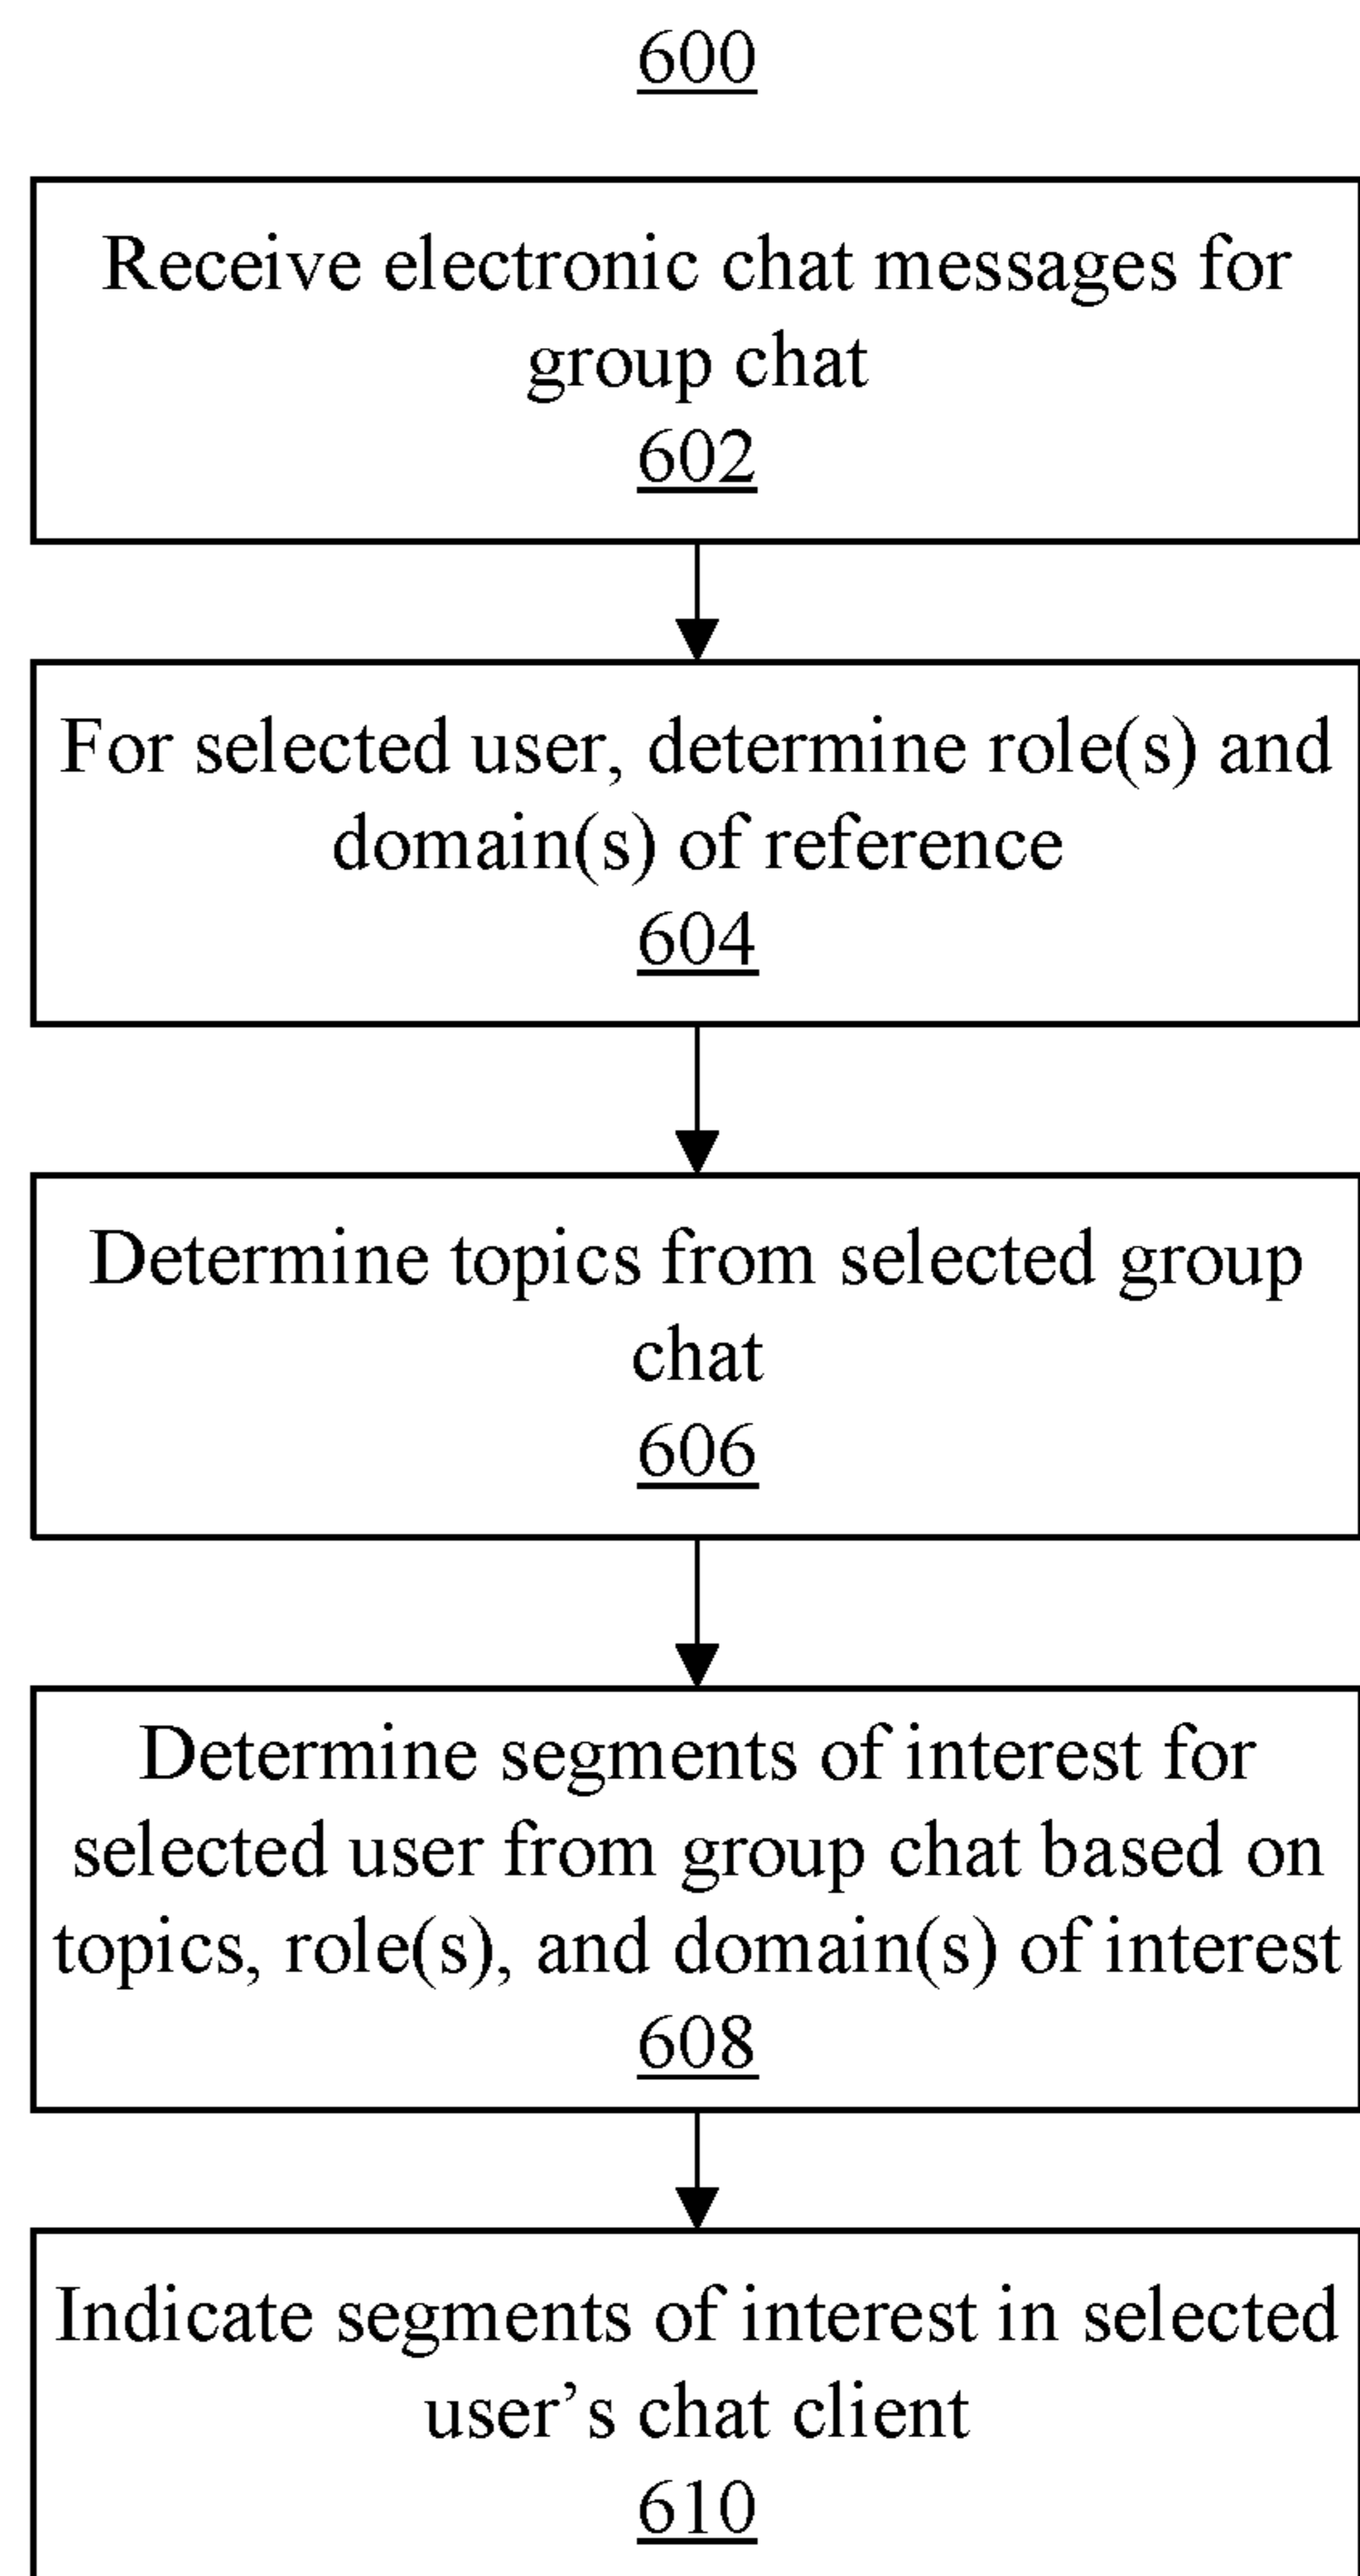 600
Receive electronic chat messages for
group chat
602
For selected user, determine role(s) and
domain(s) of reference
604
Determine topics from selected group
chat
606
Determine segments of interest for
selected user from group chat based on
topics, role(s), and domain(s) of interest
608
Indicate segments of interest in selected
user’s chat client
610